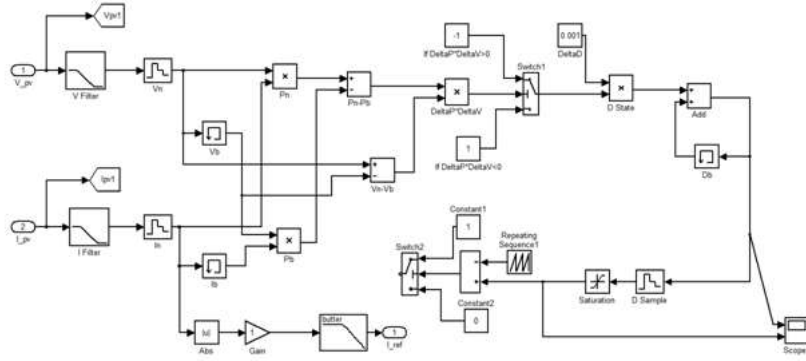 Vpv1
1
V_pv
V Filter
Vn
Vb
×
Pn
Pn-Pb
-1
If DeltaP*DeltaV>0
×
DeltaP*DeltaV
Switch1
0.001
DeltaD
×
D State
Add
Db
1
If DeltaP*DeltaV<0
Vn-Vb
Ipv1
2
I_pv
I Filter
In
Ib
×
Pb
Constant1
1
Switch2
Repeating
Sequence1
Constant2
0
Saturation
D Sample
Scope
|u|
Abs
1
Gain
butter
1
I_ref